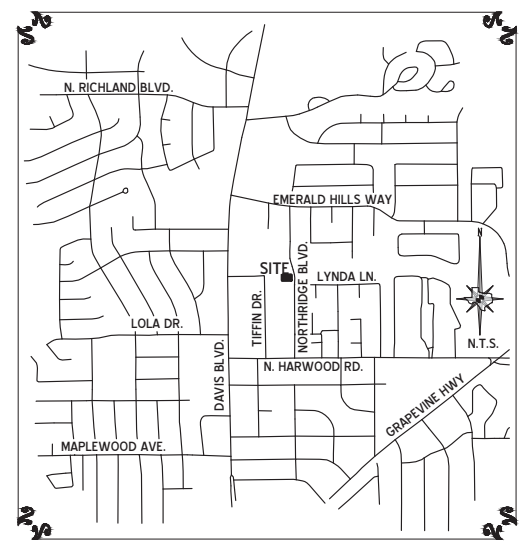 N. RICHLAND BLVD.
EMERALD HILLS WAY
N
SITE
NORTHRIDGE BLVD.
LYNDA LN.
TIFFIN DR.
LOLA DR.
N.T.S.
DAVIS BLVD.
N. HARWOOD RD.
GRAPEVINE HWY
MAPLEWOOD AVE.